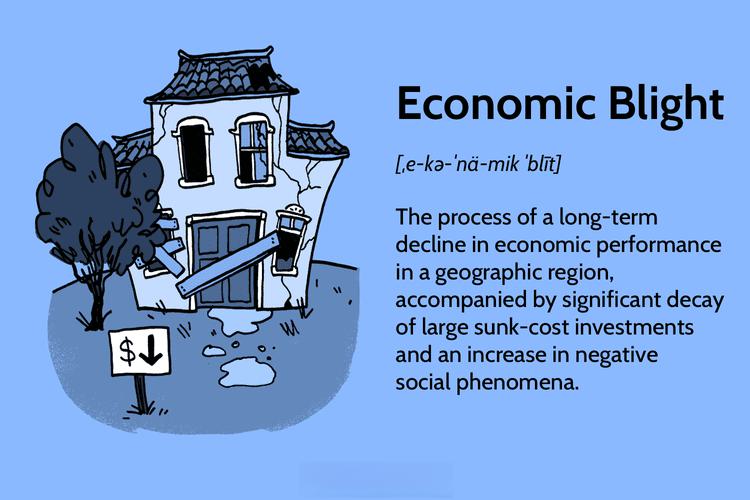 Economic Blight
[ˌe-kə-ˈnä-mik ˈblīt]
The process of a long-term
decline in economic performance
in a geographic region,
accompanied by significant decay
of large sunk-cost investments
and an increase in negative
social phenomena.
$↓